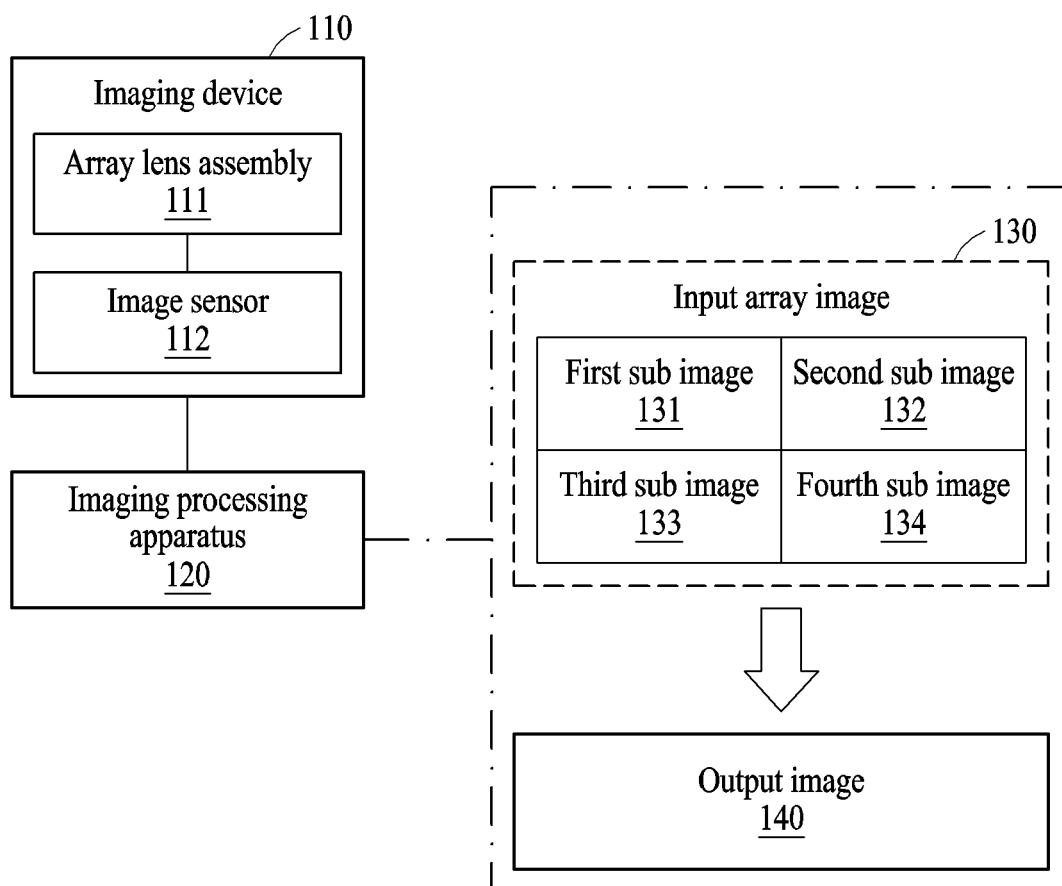 110
Imaging device
Array lens assembly
111
Image sensor
112
Imaging processing
apparatus
120
130
Input array image
First sub image
131
Second sub image
132
Third sub image
133
Fourth sub image
134
Output image
140